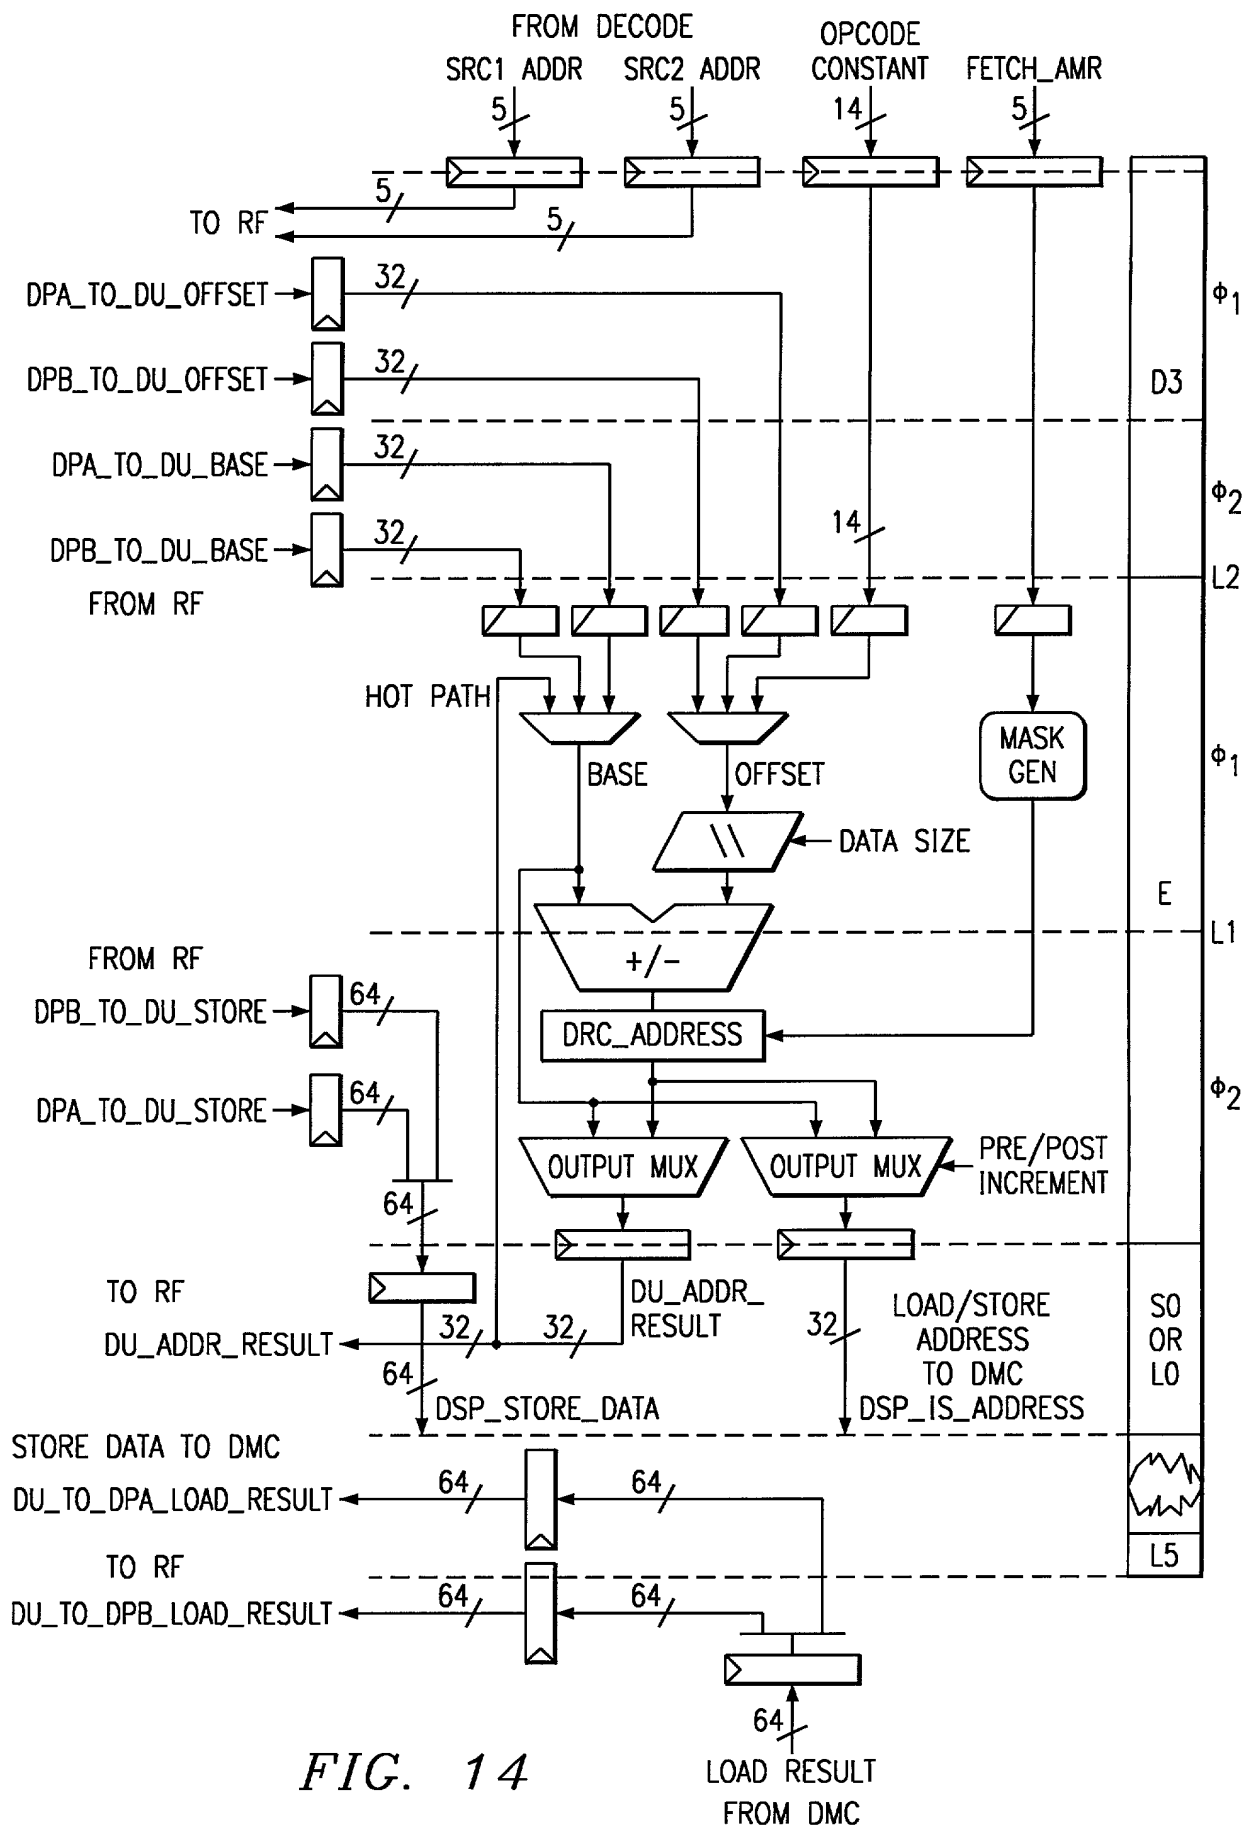 FROM DECODE
SRC1 ADDR
SRC2 ADDR
OPCODE
CONSTANT
FETCH_AMR
5
5
14
5
5
TO RF
5
DPA_TO_DU_OFFSET
32
Φ1
DPB_TO_DU_OFFSET
32
D3
DPA_TO_DU_BASE
32
Φ2
14
DPB_TO_DU_BASE
32
L2
FROM RF
HOT PATH
MASK
GEN
Φ1
BASE
OFFSET
\\
DATA SIZE
E
L1
FROM RF
+/-
DPB_TO_DU_STORE
64
DRC_ADDRESS
DPA_TO_DU_STORE
64
Φ2
OUTPUT MUX
OUTPUT MUX
PRE/POST
INCREMENT
64
TO RF
DU_ADDR_
RESULT
LOAD/STORE
ADDRESS
TO DMC
DSP_IS_ADDRESS
S0
OR
L0
DU_ADDR_RESULT
32
32
32
64
DSP_STORE_DATA
STORE DATA TO DMC
DU_TO_DPA_LOAD_RESULT
64
64
TO RF
L5
DU_TO_DPB_LOAD_RESULT
64
64
64
LOAD RESULT
FROM DMC
FIG. 14